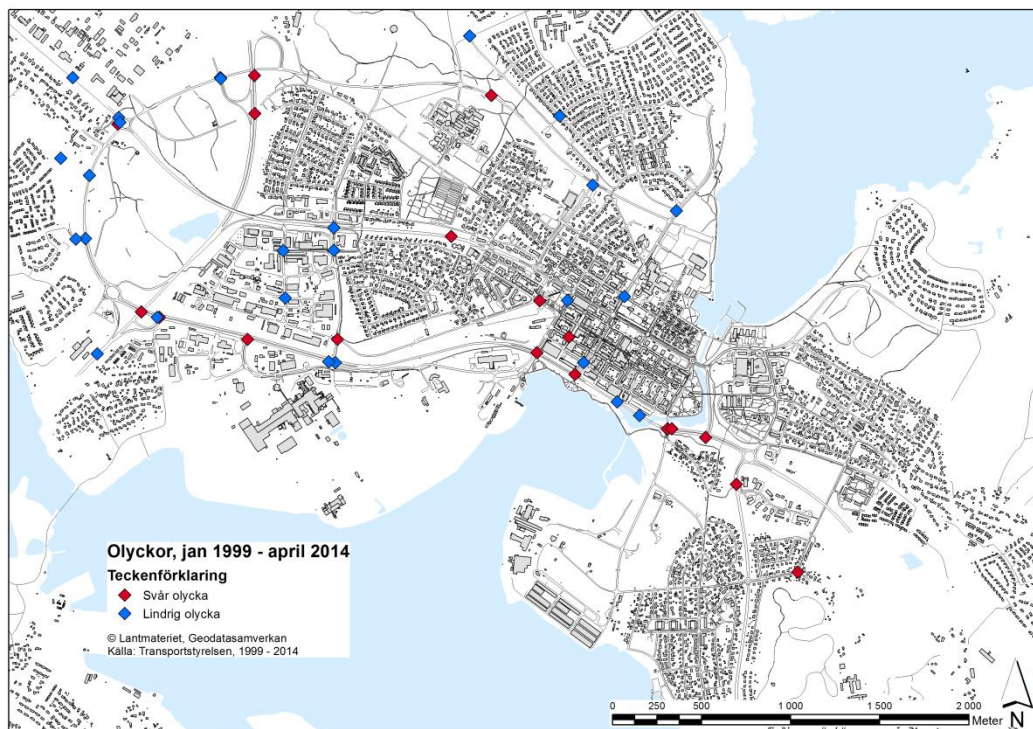 Olyckor, jan 1999 - april 2014
Teckenförklaring
Svår olycka
Lindrig olycka
© Lantmateriet, Geodatasamverkan
Källa: Transportstyrelsen, 1999 - 2014
0 250 500 1 000 1 500 2 000
Meter
N